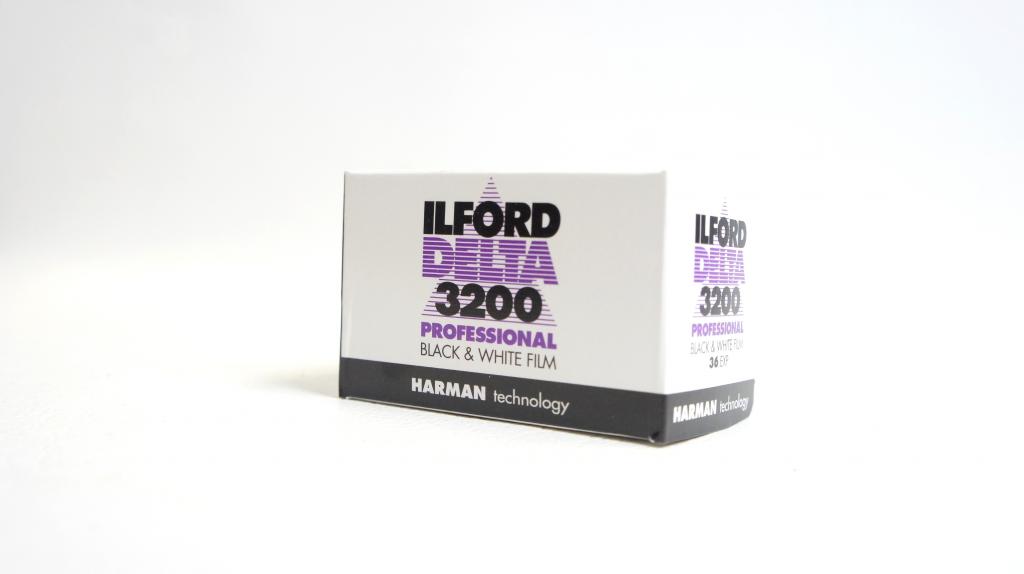 ILFORD
DELTA
3200
PROFESSIONAL
BLACK & WHITE FILM
HARMAN technology
ILFORD
DELTA
3200
PROFESSIONAL
BLACK & WHITE FILM
36 EXP
HARMAN technology